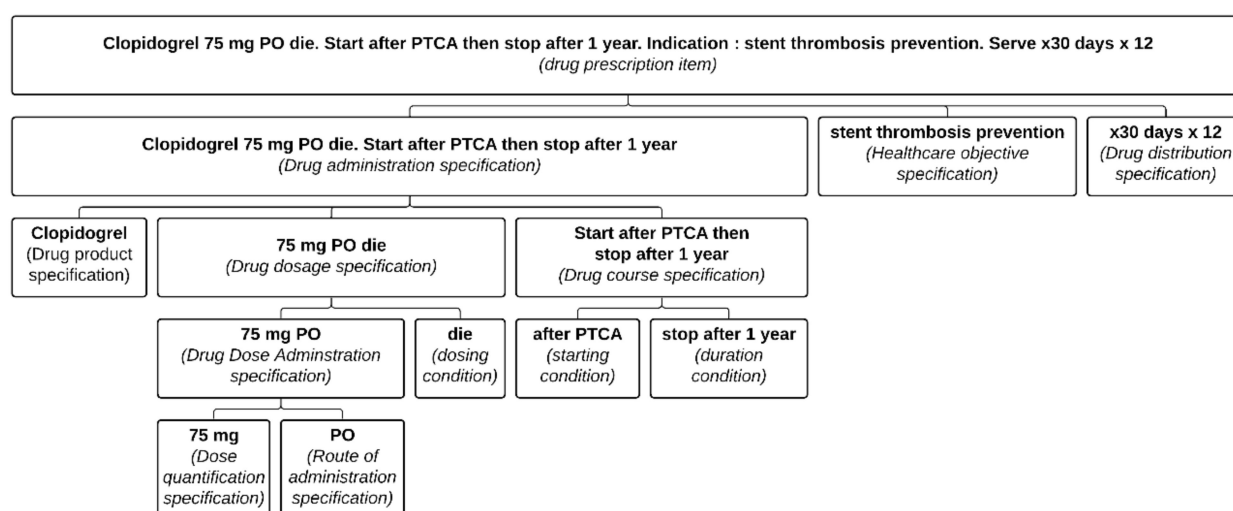 Clopidogrel 75 mg PO die. Start after PTCA then stop after 1 year. Indication : stent thrombosis prevention. Serve x30 days x 12
(drug prescription item)
Clopidogrel 75 mg PO die. Start after PTCA then stop after 1 year
(Drug administration specification)
stent thrombosis prevention
(Healthcare objective
specification)
x30 days x 12
(Drug distribution
specification)
Clopidogrel
(Drug product
specification)
75 mg PO die
(Drug dosage specification)
Start after PTCA then
stop after 1 year
(Drug course specification)
75 mg PO
(Drug Dose Adminstration
specification)
die
(dosing
condition)
after PTCA
(starting
condition)
stop after 1 year
(duration
condition)
75 mg
(Dose
quantification
specification)
PO
(Route of
administration
specification)